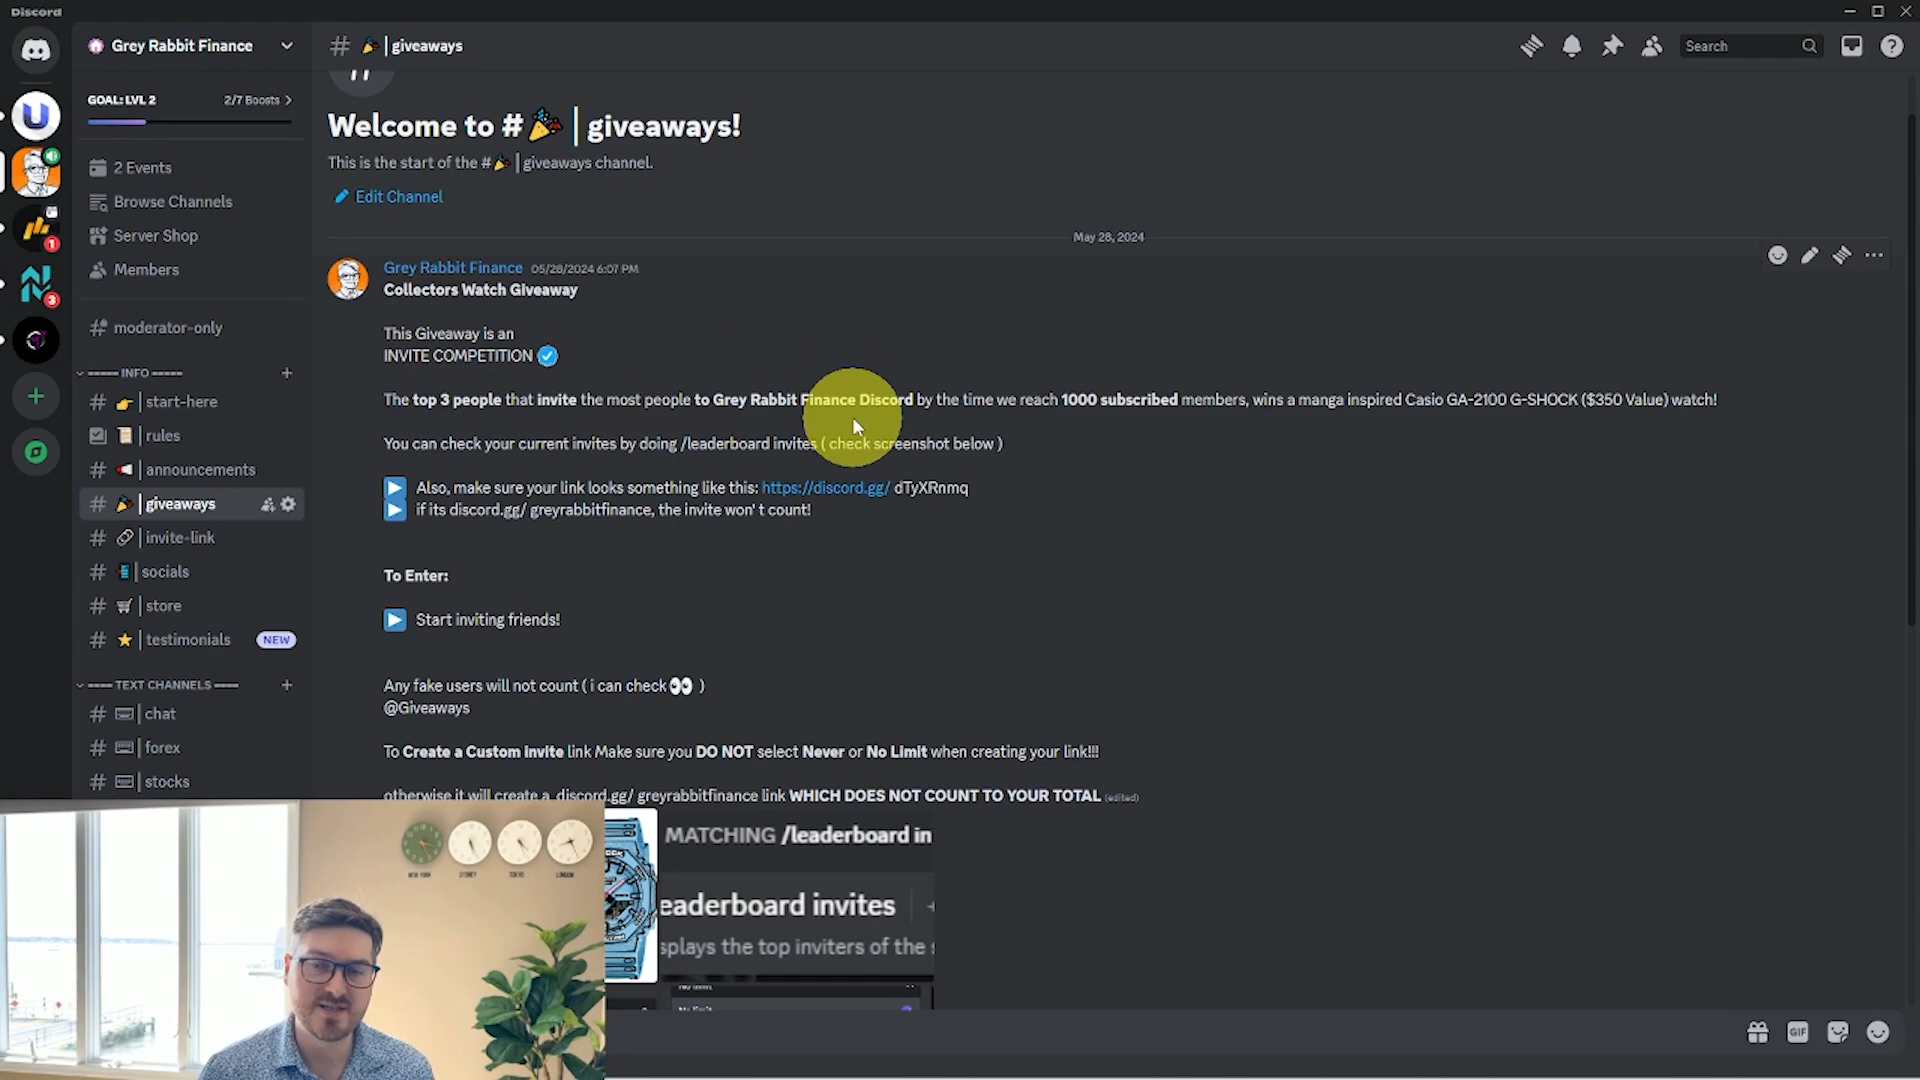 Discord
Grey Rabbit Finance
GOAL: LVL 2 2/7 Boosts
2 Events
Browse Channels
Server Shop
Members
moderator-only
===== INFO =====
start-here
rules
announcements
giveaways
invite-link
socials
store
testimonials NEW
==== TEXT CHANNELS ====
chat
forex
stocks
# | giveaways
Search
Welcome to # | giveaways!
This is the start of the # | giveaways channel.
Edit Channel
May 28, 2024
Grey Rabbit Finance 05/28/2024 6:07 PM
Collectors Watch Giveaway
This Giveaway is an
INVITE COMPETITION
The top 3 people that invite the most people to Grey Rabbit Finance Discord by the time we reach 1000 subscribed members, wins a manga inspired Casio GA-2100 G-SHOCK ($350 Value) watch!
You can check your current invites by doing /leaderboard invites ( check screenshot below )
Also, make sure your link looks something like this: https://discord.gg/ dTyXRnmq
if its discord.gg/ greyrabbitfinance, the invite won' t count!
To Enter:
Start inviting friends!
Any fake users will not count ( i can check 👀 )
@Giveaways
To Create a Custom invite link Make sure you DO NOT select Never or No Limit when creating your link!!!
otherwise it will create a discord.gg/ greyrabbitfinance link WHICH DOES NOT COUNT TO YOUR TOTAL (edited)
MATCHING /leaderboard in
eaderboard invites
splays the top inviters of the s
No limit
GIF
NEW YORK SYDNEY TOKYO LONDON
1
3